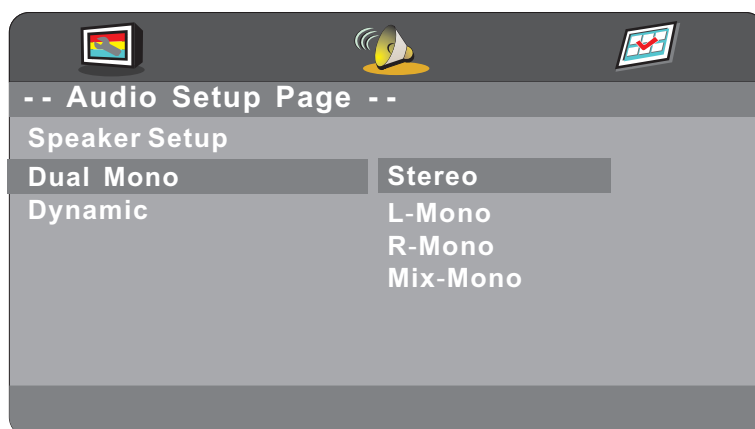 -- Audio Setup Page --
Speaker Setup
Dual Mono Stereo
Dynamic L-Mono
R-Mono
Mix-Mono